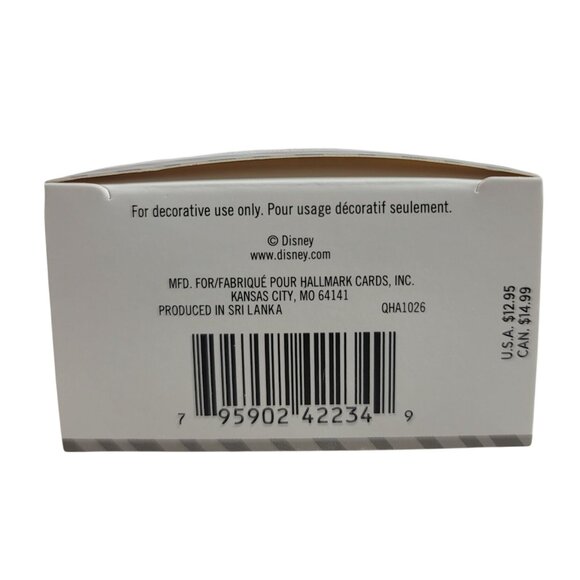 For decorative use only. Pour usage décoratif seulement.
© Disney
www.disney.com
MFD. FOR/FABRIQUÉ POUR HALLMARK CARDS, INC.
KANSAS CITY, MO 64141
PRODUCED IN SRI LANKA QHA1026
U.S.A. $12.95
CAN. $14.99
7 95902 42234 9